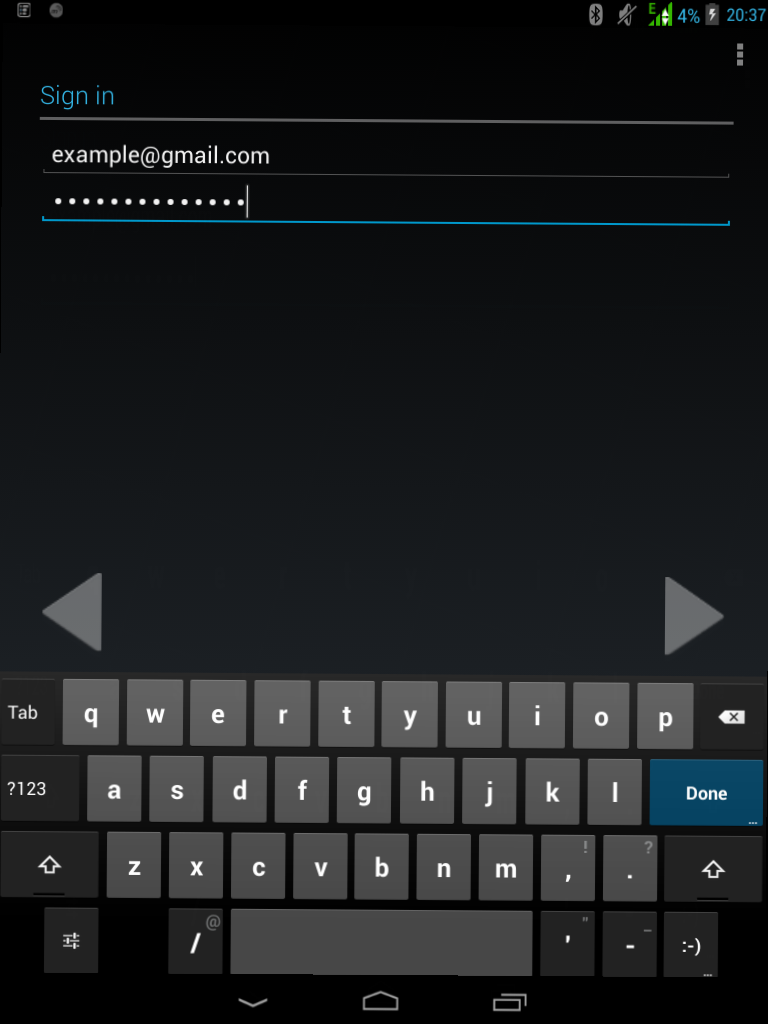 E 4% 20:37
Sign in
example@gmail.com
••••••••••••••
Tab q w e r t y u i o p
?123 a s d f g h j k l Done ...
z x c v b n m , ! . ?
/ @ ' " - _ :-) ...